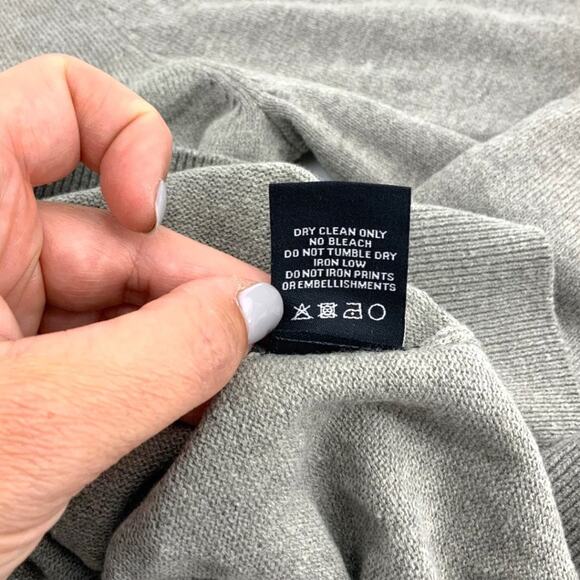 DRY CLEAN ONLY
NO BLEACH
DO NOT TUMBLE DRY
IRON LOW
DO NOT IRON PRINTS
OR EMBELLISHMENTS